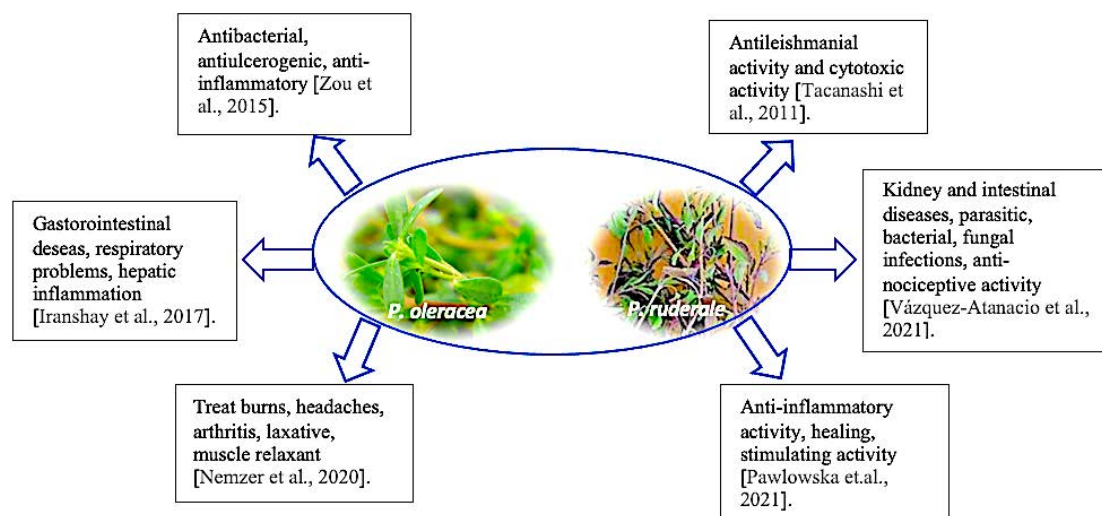 Antibacterial,
antiulcerogenic, anti-
inflammatory [Zou et
al., 2015].
Antileishmanial
activity and cytotoxic
activity [Tacanashi et
al., 2011].
Gastorointestinal
deseas, respiratory
problems, hepatic
inflammation
[Iranshay et al., 2017].
P. oleracea
P. ruderale
Kidney and intestinal
diseases, parasitic,
bacterial, fungal
infections, anti-
nociceptive activity
[Vázquez-Atanacio et al.,
2021].
Treat burns, headaches,
arthritis, laxative,
muscle relaxant
[Nemzer et al., 2020].
Anti-inflammatory
activity, healing,
stimulating activity
[Pawlowska et.al.,
2021].